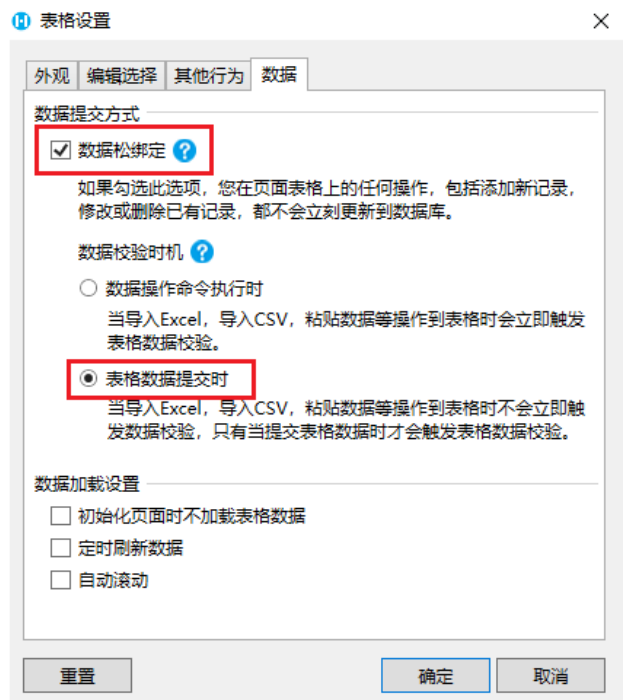 表格设置
外观 编辑选择 其他行为 数据
数据提交方式
数据松绑定
如果勾选此选项，您在页面表格上的任何操作，包括添加新记录，
修改或删除已有记录，都不会立刻更新到数据库。
数据校验时机
数据操作命令执行时
当导入Excel，导入CSV，粘贴数据等操作到表格时会立即触发
表格数据校验。
表格数据提交时
当导入Excel，导入CSV，粘贴数据等操作到表格时不会立即触
发数据校验，只有当提交表格数据时才会触发表格数据校验。
数据加载设置
初始化页面时不加载表格数据
定时刷新数据
自动滚动
重置 确定 取消